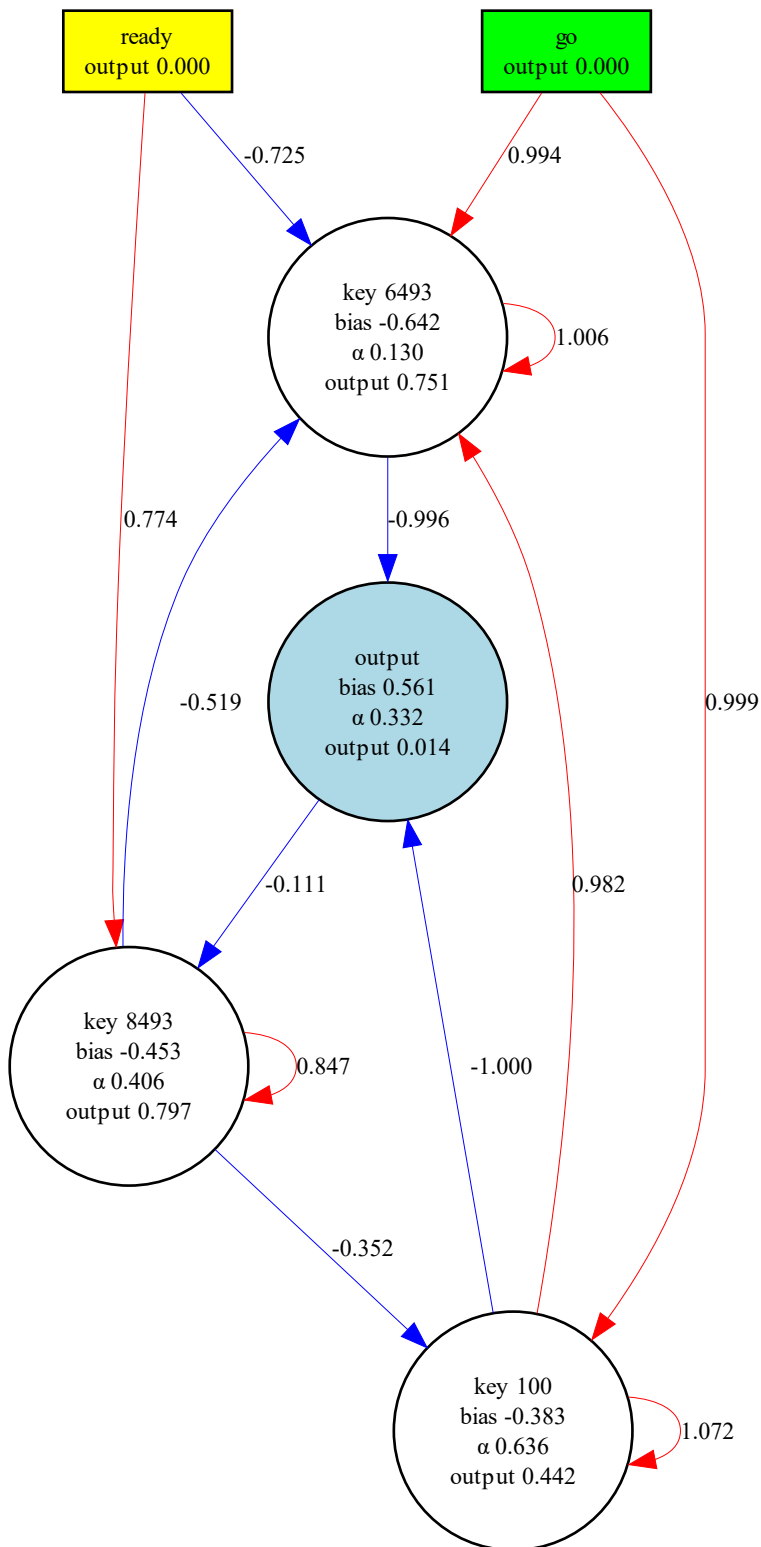 ready
output 0.000
go
output 0.000
-0.725
0.994
key 6493
bias -0.642
α 0.130
output 0.751
1.006
0.774
-0.996
-0.519
output
bias 0.561
α 0.332
output 0.014
0.999
-0.111
0.982
key 8493
bias -0.453
α 0.406
output 0.797
0.847
-1.000
-0.352
key 100
bias -0.383
α 0.636
output 0.442
1.072